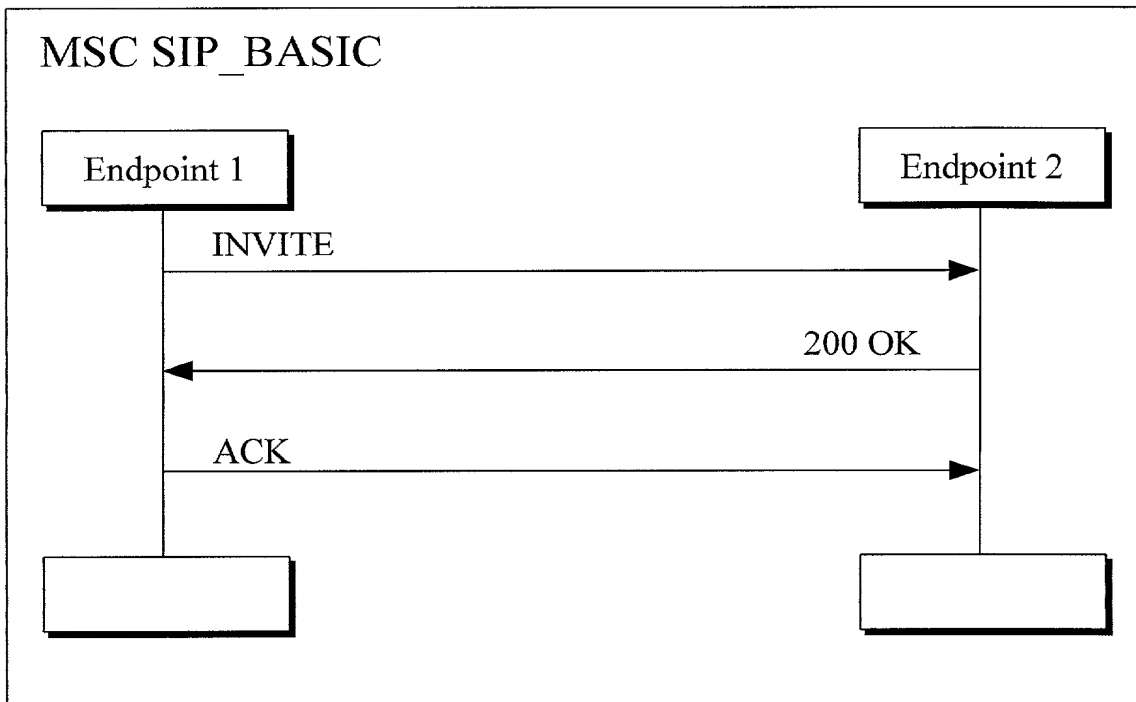 MSC SIP_BASIC
Endpoint 1
Endpoint 2
INVITE
200 OK
ACK